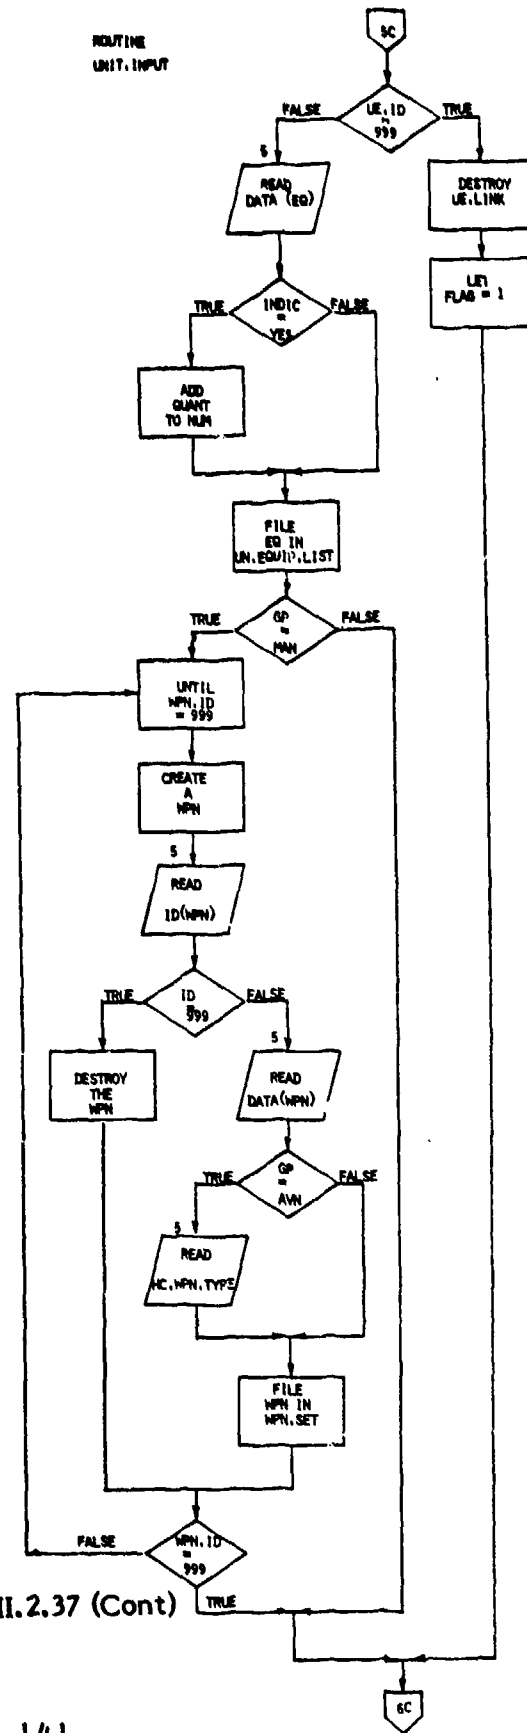 ROUTINE
UNIT.INPUT
5C
UE.ID
=
999
FALSE
TRUE
5
READ
DATA (EQ)
DESTROY
UE.LINK
LET
FLAG = 1
INDIC
=
YES
TRUE
FALSE
ADD
QUANT
TO NUM
FILE
EQ IN
UN.EQUIP.LIST
GP
=
MAN
TRUE
FALSE
UNTIL
WPN.ID
= 999
CREATE
A
WPN
5
READ
ID(WPN)
ID
=
999
TRUE
FALSE
DESTROY
THE
WPN
5
READ
DATA(WPN)
GP
=
AVN
TRUE
FALSE
5
READ
HC.WPN.TYPE
FILE
WPN IN
WPN.SET
WPN.ID
=
999
FALSE
TRUE
II.2.37 (Cont)
6C